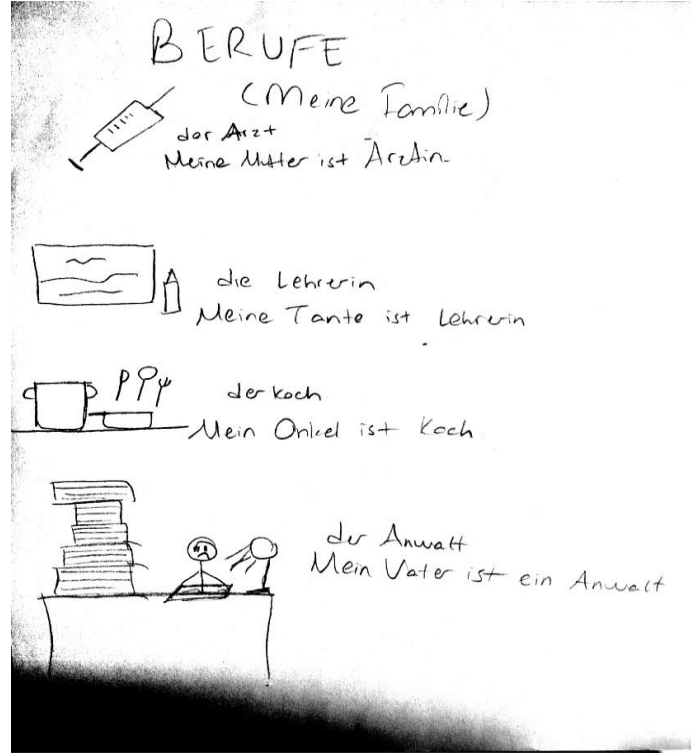 BERUFE
(Meine Familie)
der Arzt
Meine Mutter ist Ärztin
die Lehrerin
Meine Tante ist Lehrerin
der Koch
Mein Onkel ist Koch
der Anwalt
Mein Vater ist ein Anwalt